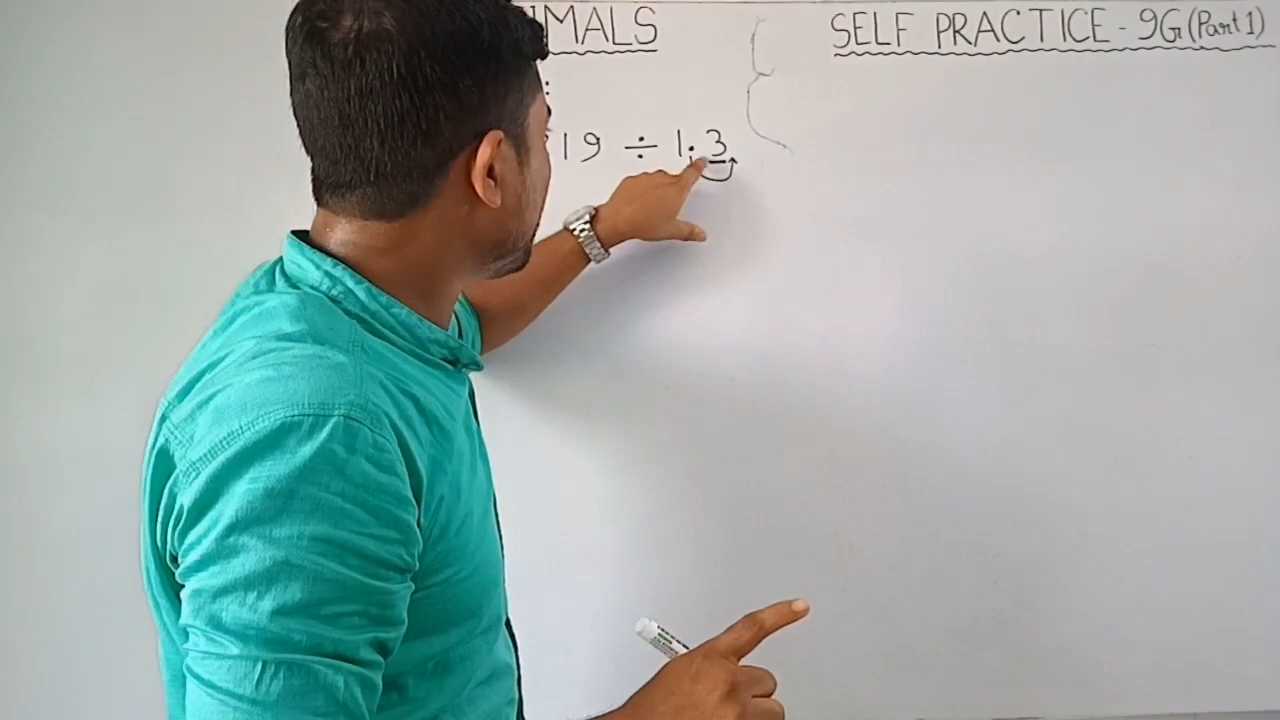 IMALS
SELF PRACTICE - 9G (Part 1)
:
19 ÷ 1.3